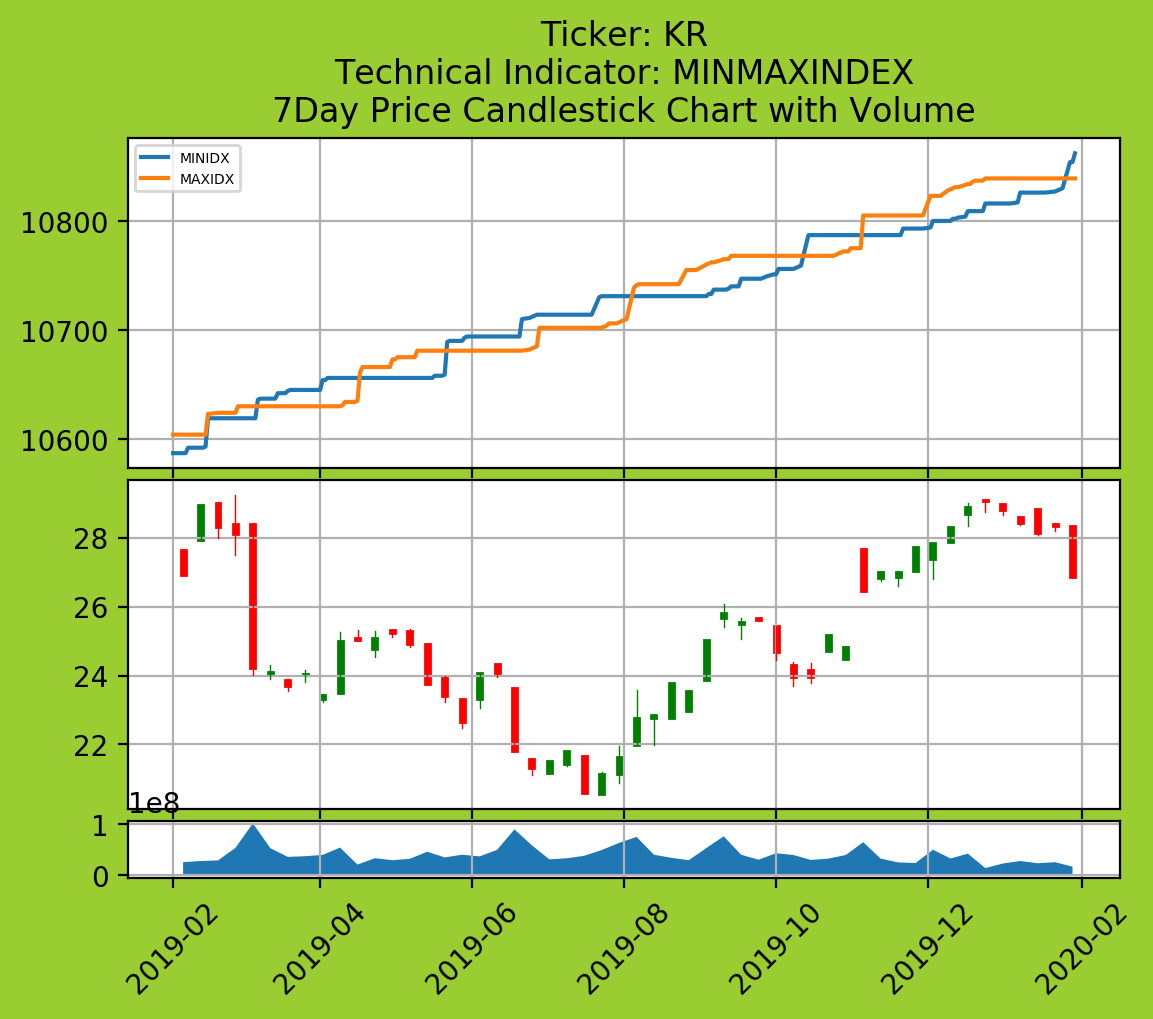 Ticker: KR
Technical Indicator: MINMAXINDEX
7Day Price Candlestick Chart with Volume
MINIDX
MAXIDX
10800
10700
10600
28
26
24
22
1e8
1
0
2019-02
2019-04
2019-06
2019-08
2019-10
2019-12
2020-02